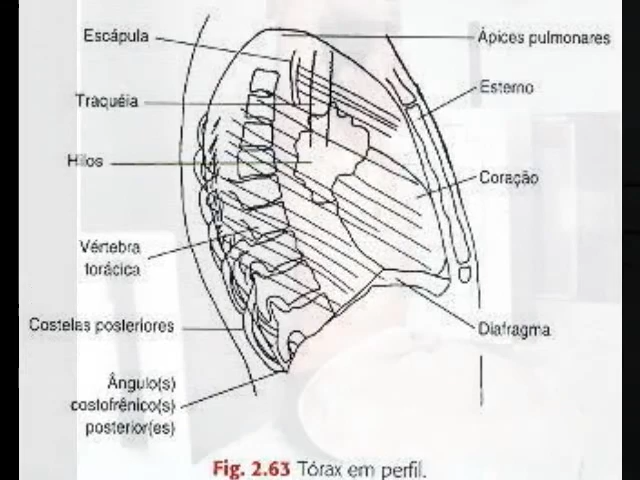 Escápula
Ápices pulmonares
Esterno
Traquéia
Hilos
Coração
Vértebra
torácica
Costelas posteriores
Diafragma
Ângulo(s)
costofrênico(s)
posterior(es)
Fig. 2.63 Tórax em perfil.